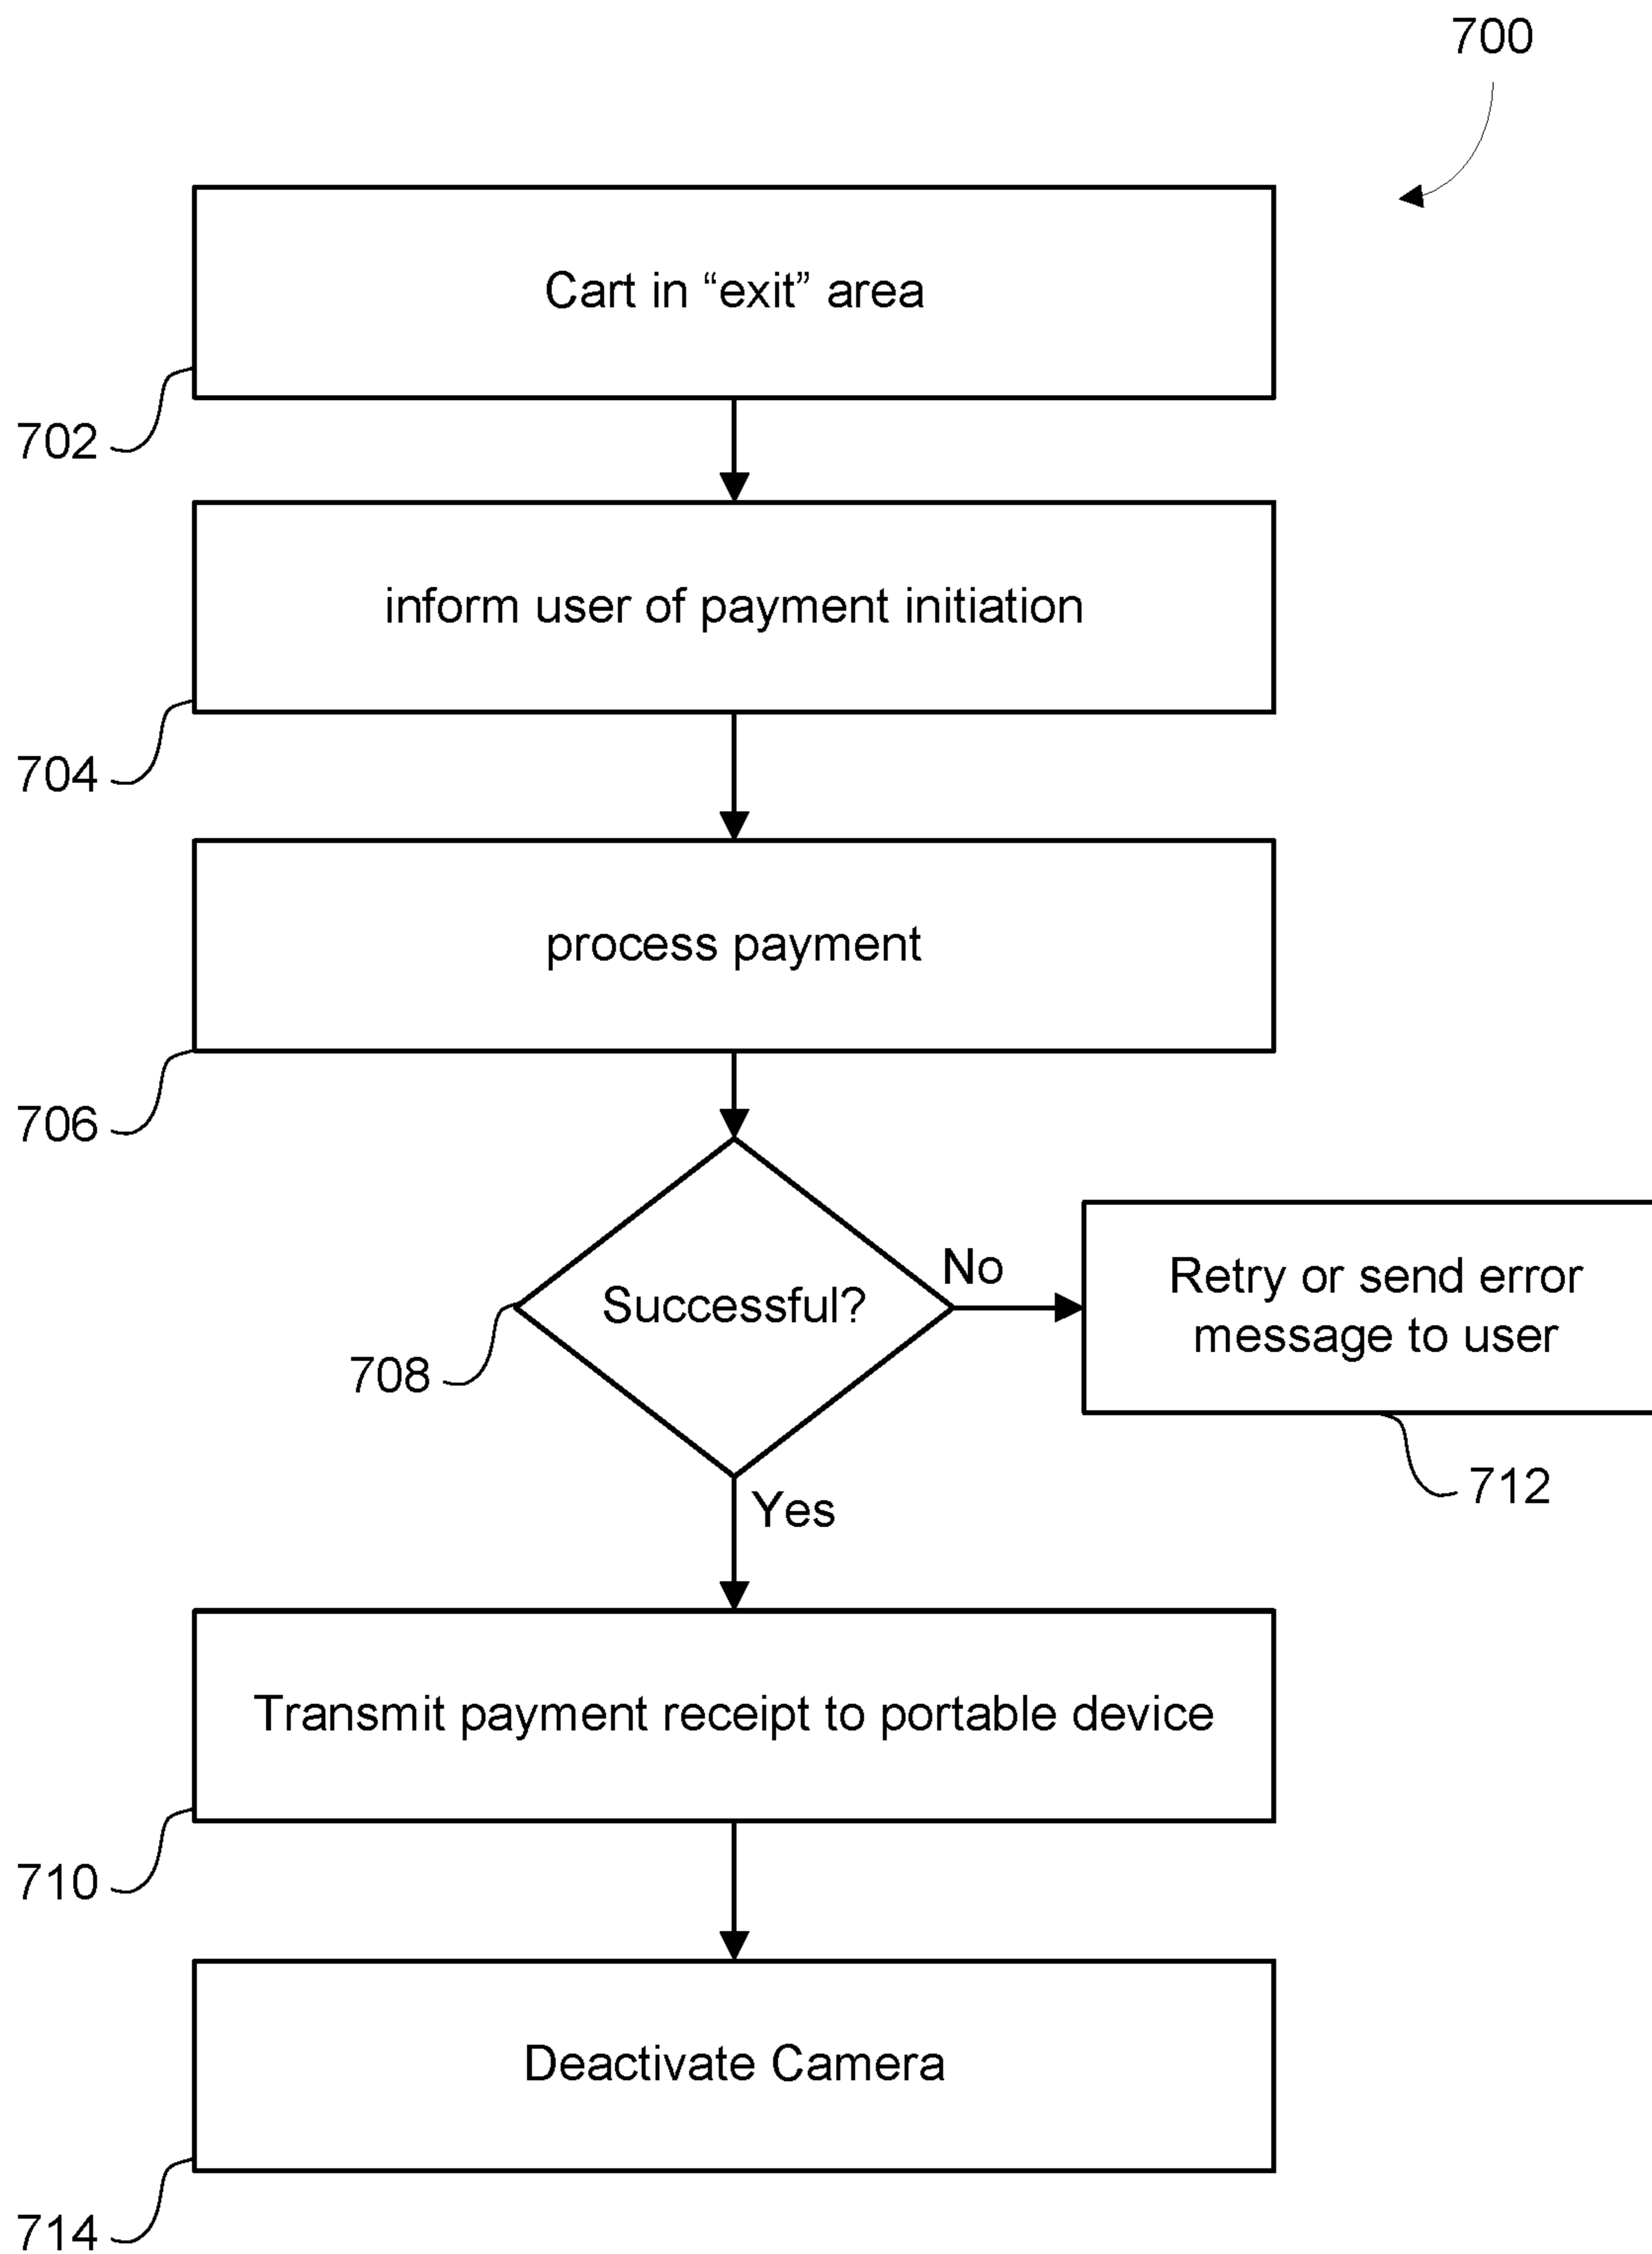 700
Cart in “exit” area
702
inform user of payment initiation
704
process payment
706
Successful?
No
Retry or send error
message to user
708
712
Yes
Transmit payment receipt to portable device
710
Deactivate Camera
714